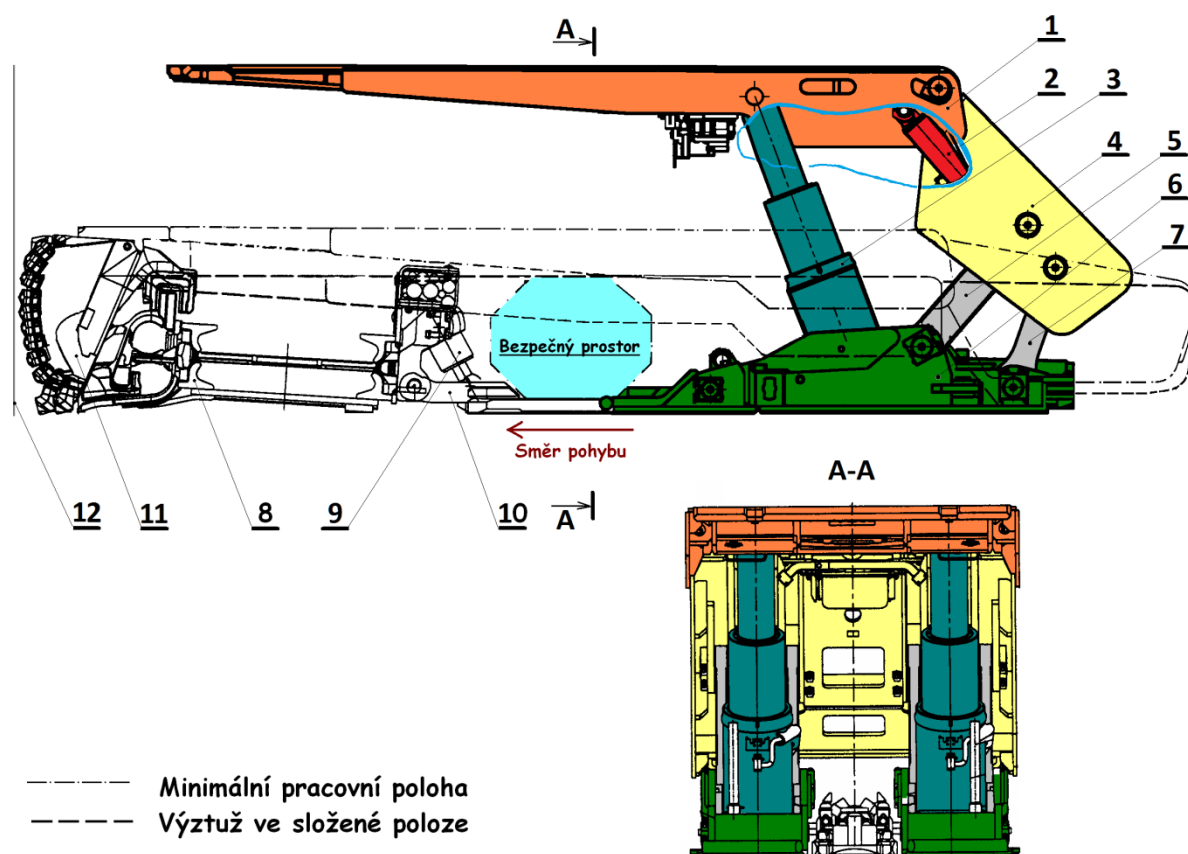 A
1
2
3
4
5
6
7
Bezpečný prostor
Směr pohybu
12
11
8
9
10
A
A-A
Minimální pracovní poloha
Výztuž ve složené poloze